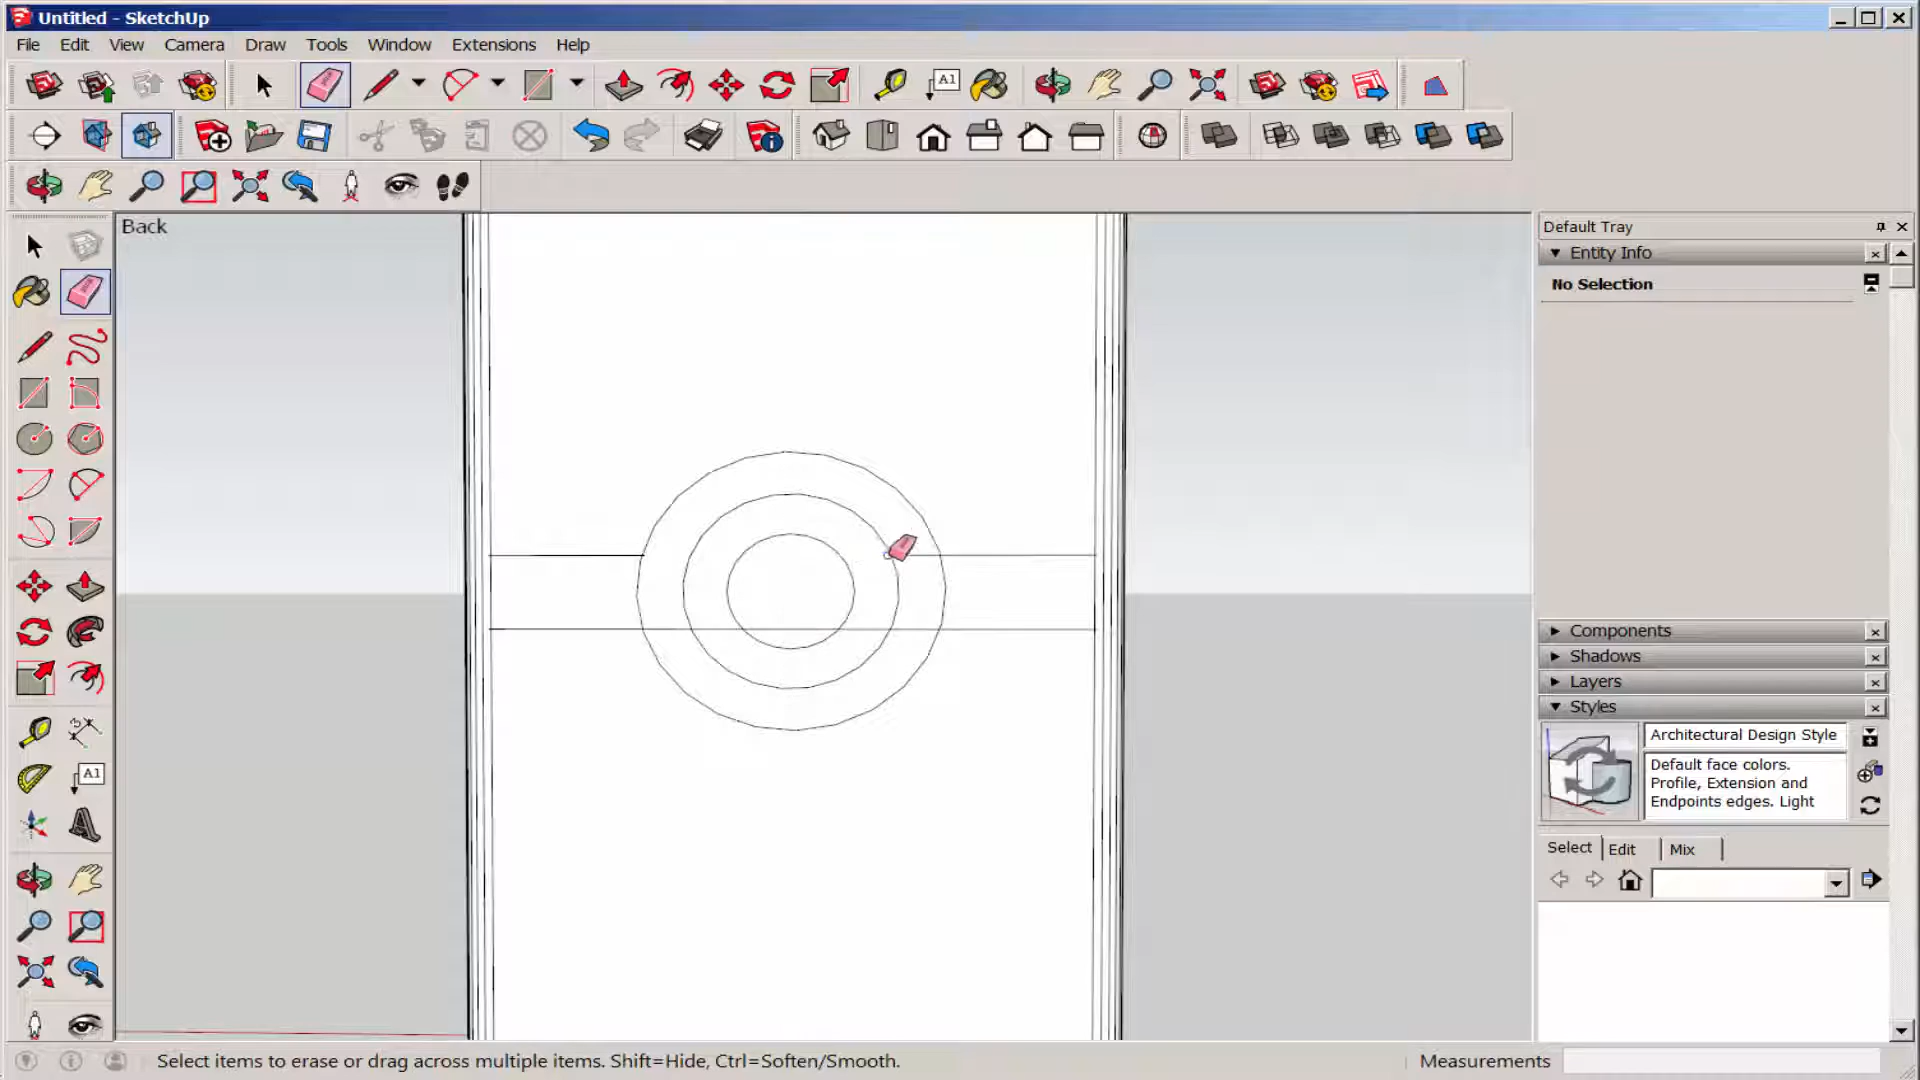 Untitled - SketchUp
File Edit View Camera Draw Tools Window Extensions Help
A1
Back
Default Tray
Entity Info
No Selection
A1
Components
Shadows
Layers
Styles
Architectural Design Style
Default face colors.
Profile, Extension and
Endpoints edges. Light
Select Edit Mix
Select items to erase or drag across multiple items. Shift=Hide, Ctrl=Soften/Smooth.
Measurements